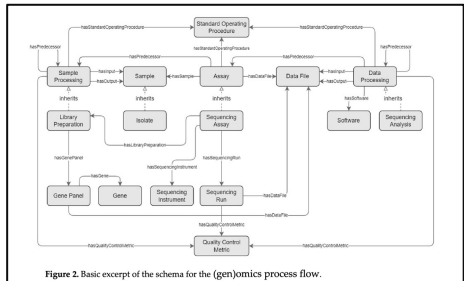 Standard Operating
Procedure
hasStandardOperatingProcedure
hasStandardOperatingProcedure
hasStandardOperatingProcedure
hasPredecessor
hasPredecessor
hasPredecessor
hasPredecessor
Sample
Processing
hasInput
hasOutput
Sample
hasSample
Assay
hasDataFile
Data File
hasInput
hasOutput
Data
Processing
inherits
inherits
inherits
hasSoftware
inherits
Library
Preparation
Isolate
Sequencing
Assay
Software
Sequencing
Analysis
hasLibraryPreparation
hasGenePanel
hasSequencingInstrument
hasSequencingRun
hasGene
Gene Panel
Gene
Sequencing
Instrument
Sequencing
Run
hasDataFile
hasDataFile
hasQualityControlMetric
hasQualityControlMetric
hasQualityControlMetric
Quality Control
Metric
Figure 2. Basic excerpt of the schema for the (gen)omics process flow.